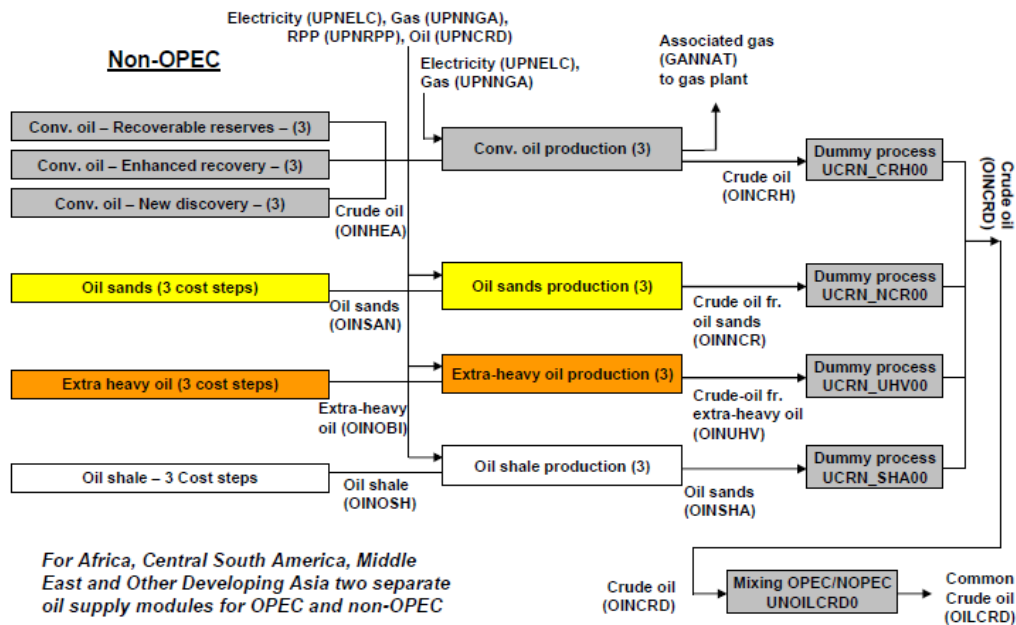 Electricity (UPNELC), Gas (UPNNGA),
RPP (UPNRPP), Oil (UPNCRD)
Non-OPEC
Electricity (UPNELC),
Gas (UPNNGA)
Associated gas
(GANNAT)
to gas plant
Conv. oil – Recoverable reserves – (3)
Conv. oil – Enhanced recovery – (3)
Conv. oil – New discovery – (3)
Crude oil
(OINHEA)
Conv. oil production (3)
Crude oil
(OINCRH)
Dummy process
UCRN_CRH00
Crude oil
(OINCRD)
Oil sands (3 cost steps)
Oil sands
(OINSAN)
Oil sands production (3)
Crude oil fr.
oil sands
(OINNCR)
Dummy process
UCRN_NCR00
Extra heavy oil (3 cost steps)
Extra-heavy
oil (OINOBI)
Extra-heavy oil production (3)
Crude-oil fr.
extra-heavy oil
(OINUHV)
Dummy process
UCRN_UHV00
Oil shale – 3 Cost steps
Oil shale
(OINOSH)
Oil shale production (3)
Oil sands
(OINSHA)
Dummy process
UCRN_SHA00
For Africa, Central South America, Middle
East and Other Developing Asia two separate
oil supply modules for OPEC and non-OPEC
Crude oil
(OINCRD)
Mixing OPEC/NOPEC
UNOILCRD0
Common
Crude oil
(OILCRD)